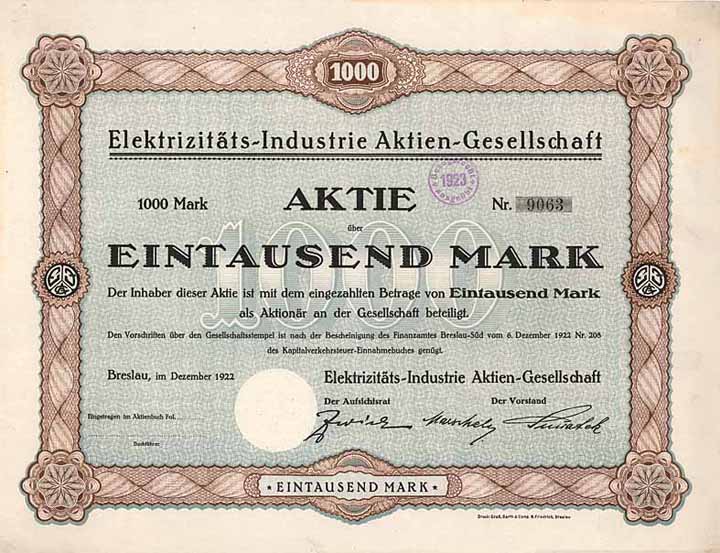 1000
Elektrizitäts-Industrie Aktien-Gesellschaft
1923
1000 Mark AKTIE Nr. 9063
über
1000
EINTAUSEND MARK
Der Inhaber dieser Aktie ist mit dem eingezahlten Betrage von Eintausend Mark
als Aktionär an der Gesellschaft beteiligt.
Den Vorschriften über den Gesellschaftsstempel ist nach der Bescheinigung des Finanzamtes Breslau-Süd vom 6. Dezember 1922 Nr. 208
des Kapitalverkehrsteuer-Einnahmebuches genügt.
Breslau, im Dezember 1922 Elektrizitäts-Industrie Aktien-Gesellschaft
Der Aufsichtsrat Der Vorstand
Eingetragen im Aktienbuch Fol.
Buchführer
★ EINTAUSEND MARK ★